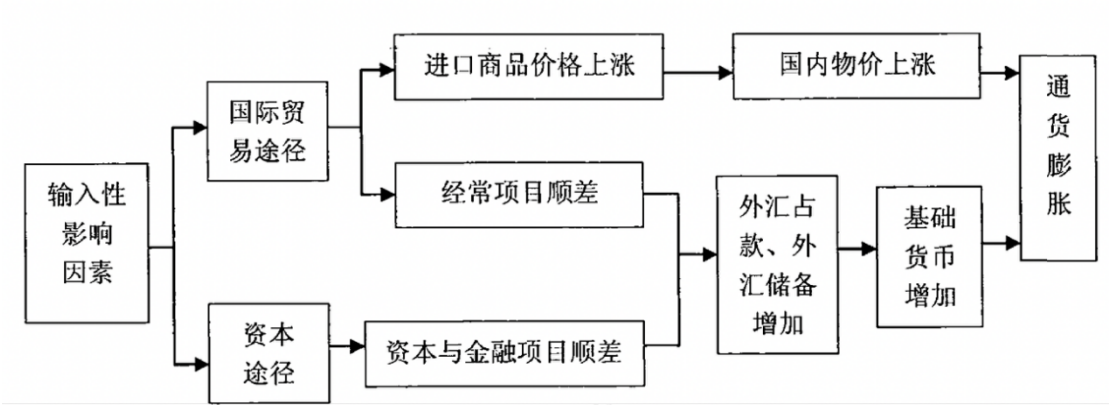 输入性
影响
因素
国际贸
易途径
资本
途径
进口商品价格上涨
经常项目顺差
资本与金融项目顺差
国内物价上涨
外汇占
款、外
汇储备
增加
基础
货币
增加
通
货
膨
胀